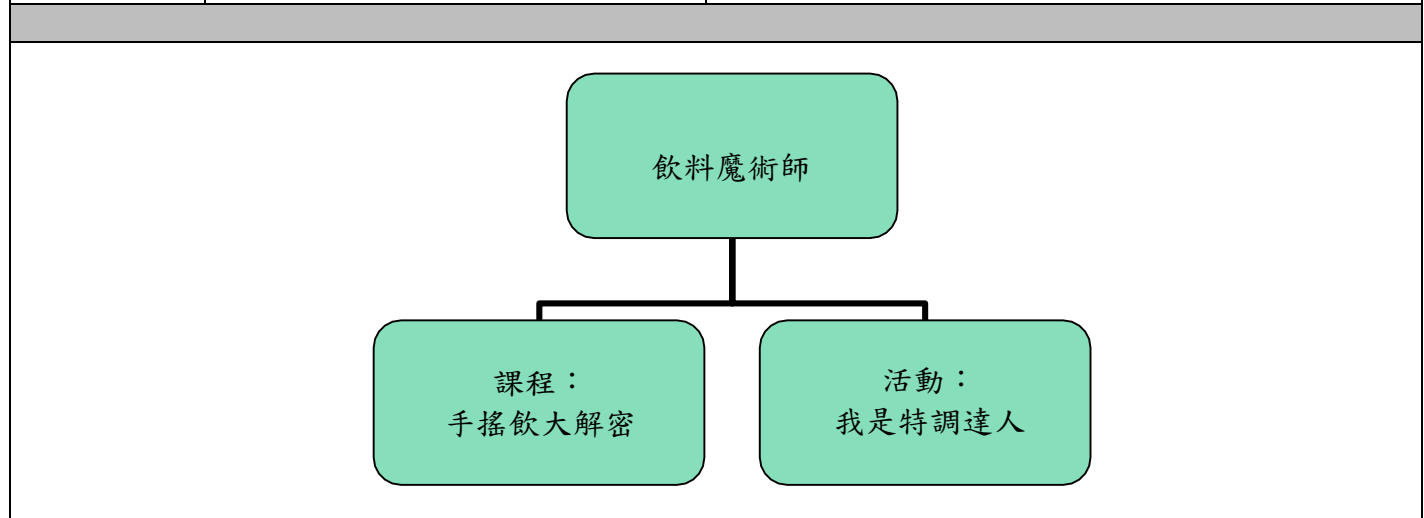 飲料魔術師
課程：
手搖飲大解密
活動：
我是特調達人